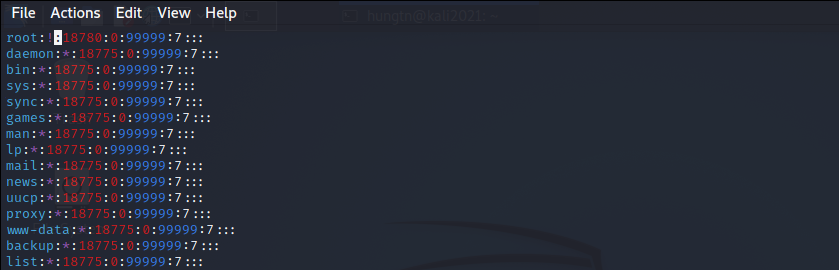 hungtn@kali2021: ~
File Actions Edit View Help
root:!:18780:0:99999:7:::
daemon:*:18775:0:99999:7:::
bin:*:18775:0:99999:7:::
sys:*:18775:0:99999:7:::
sync:*:18775:0:99999:7:::
games:*:18775:0:99999:7:::
man:*:18775:0:99999:7:::
lp:*:18775:0:99999:7:::
mail:*:18775:0:99999:7:::
news:*:18775:0:99999:7:::
uucp:*:18775:0:99999:7:::
proxy:*:18775:0:99999:7:::
www-data:*:18775:0:99999:7:::
backup:*:18775:0:99999:7:::
list:*:18775:0:99999:7:::